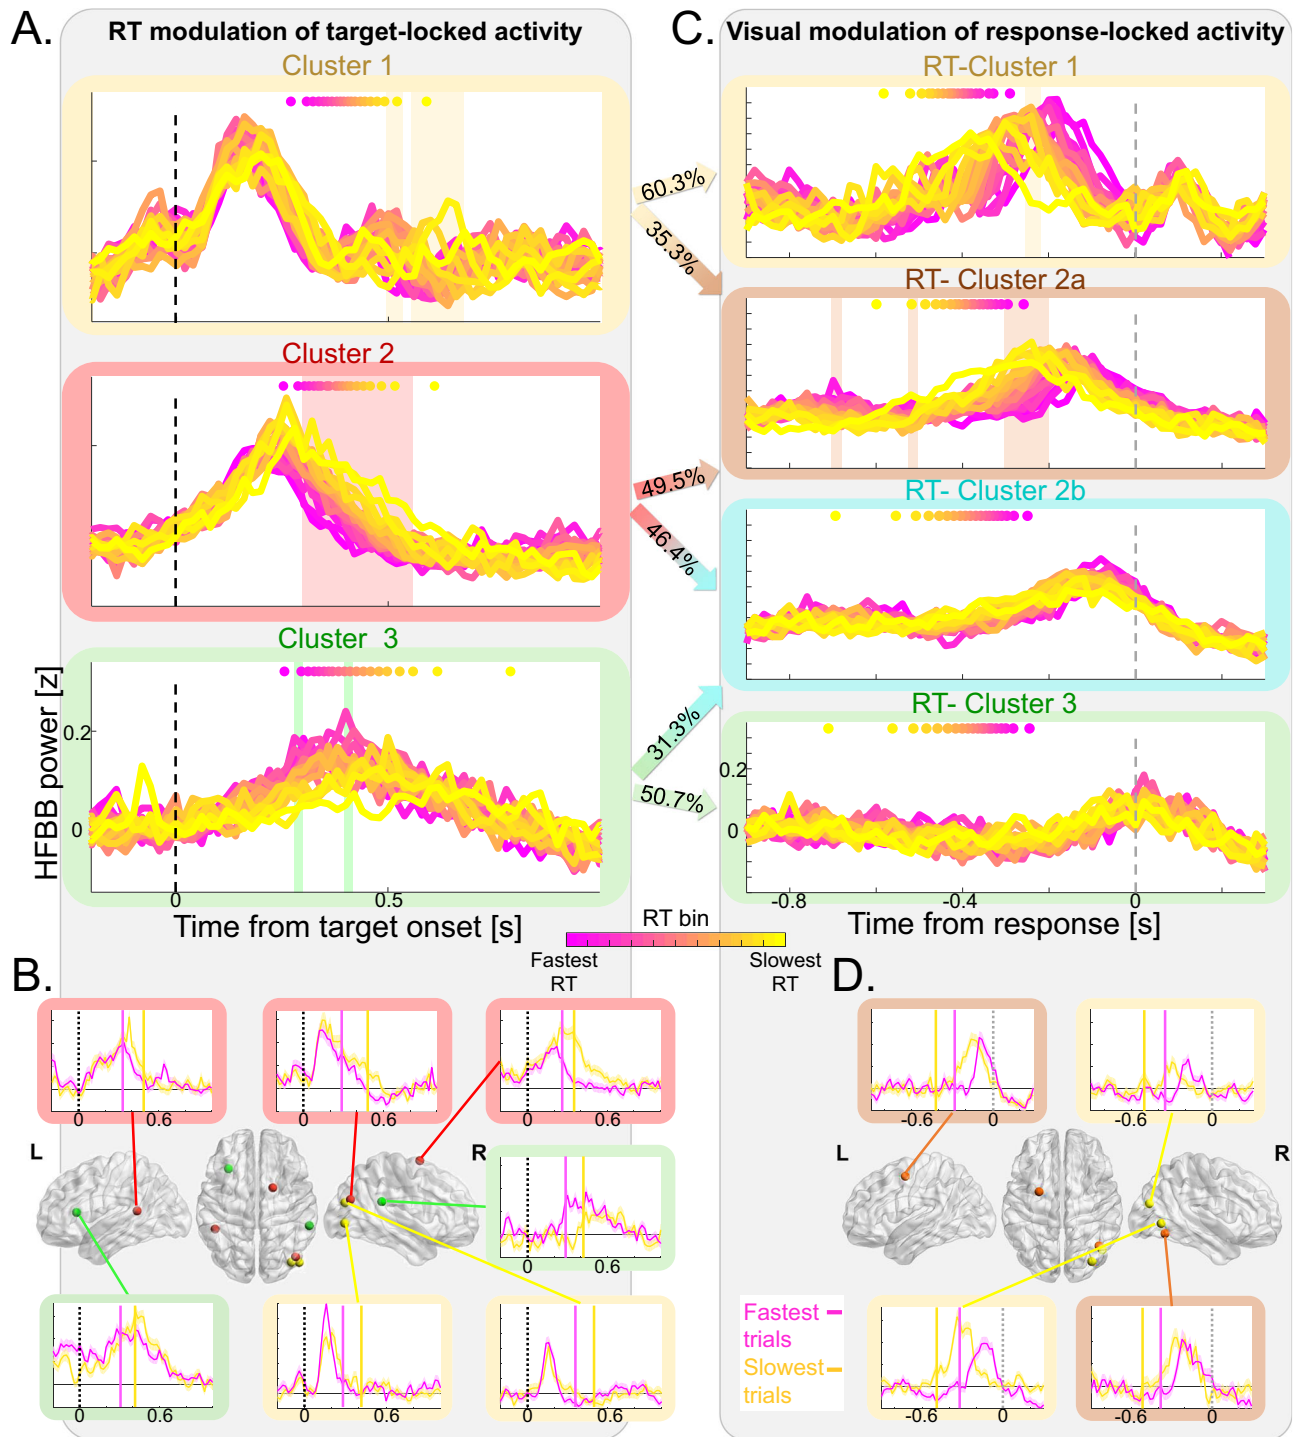 A.
RT modulation of target-locked activity
Cluster 1
Cluster 2
Cluster 3
HFBB power [z]
0.2
0
0
0.5
Time from target onset [s]
60.3%
35.3%
49.5%
46.4%
31.3%
50.7%
C.
Visual modulation of response-locked activity
RT-Cluster 1
RT- Cluster 2a
RT- Cluster 2b
RT- Cluster 3
0.2
0
-0.8
-0.4
0
Time from response [s]
RT bin
Fastest
RT
Slowest
RT
B.
0
0.6
0
0.6
0
0.6
L
R
0
0.6
0
0.6
0
0.6
0
0.6
D.
-0.6
0
-0.6
0
L
R
Fastest
trials
Slowest
trials
-0.6
0
-0.6
0